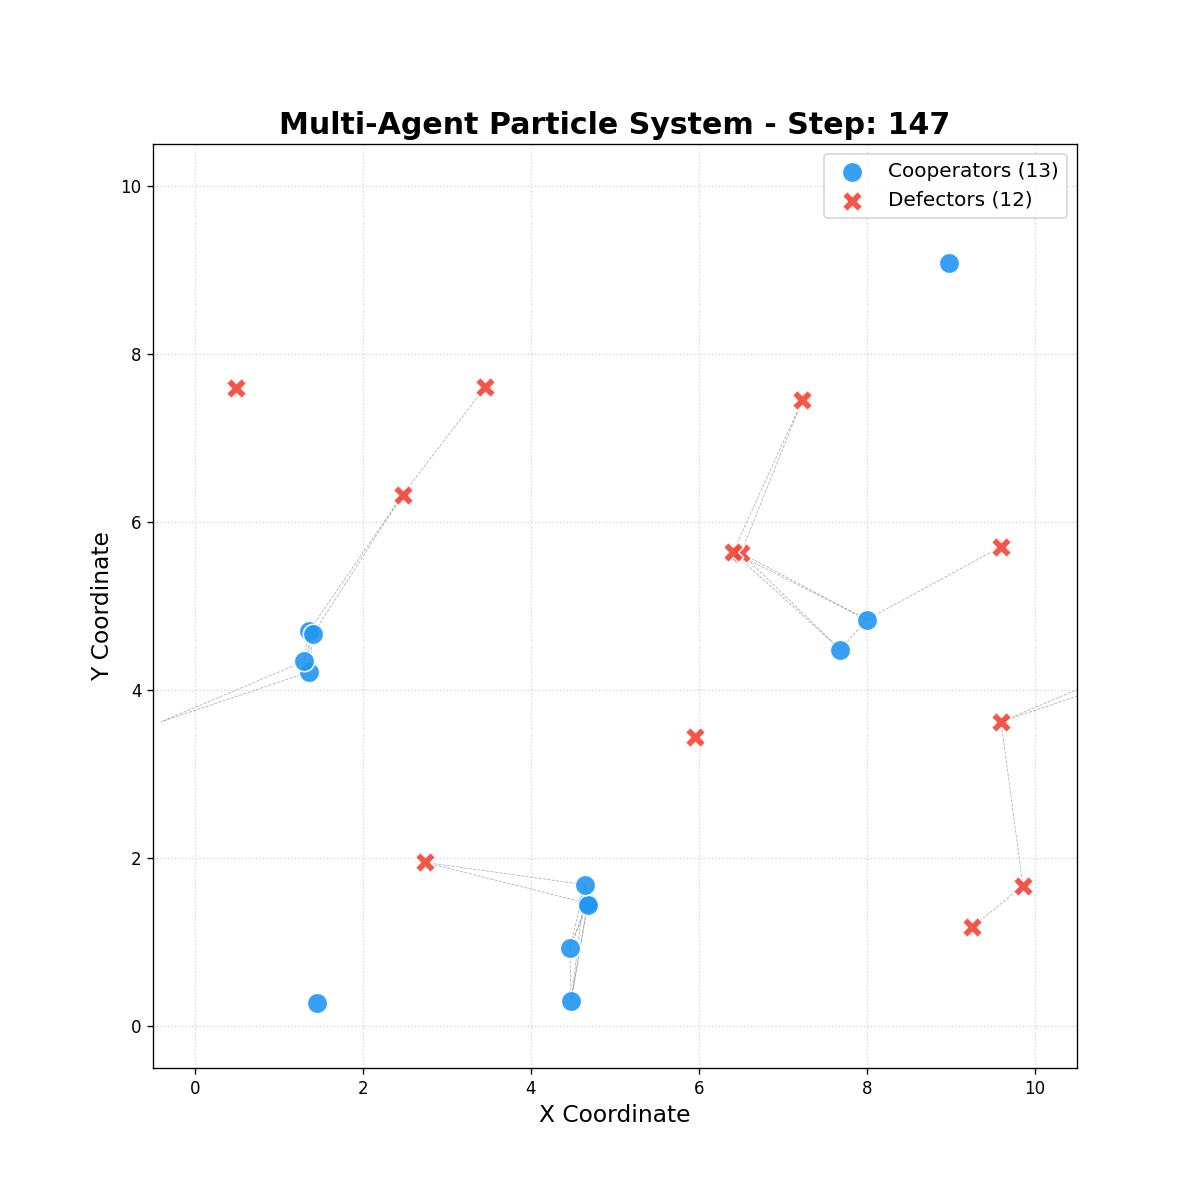 Multi-Agent Particle System - Step: 147
Cooperators (13)
Defectors (12)
Y Coordinate
10
8
6
4
2
0
0 2 4 6 8 10
X Coordinate